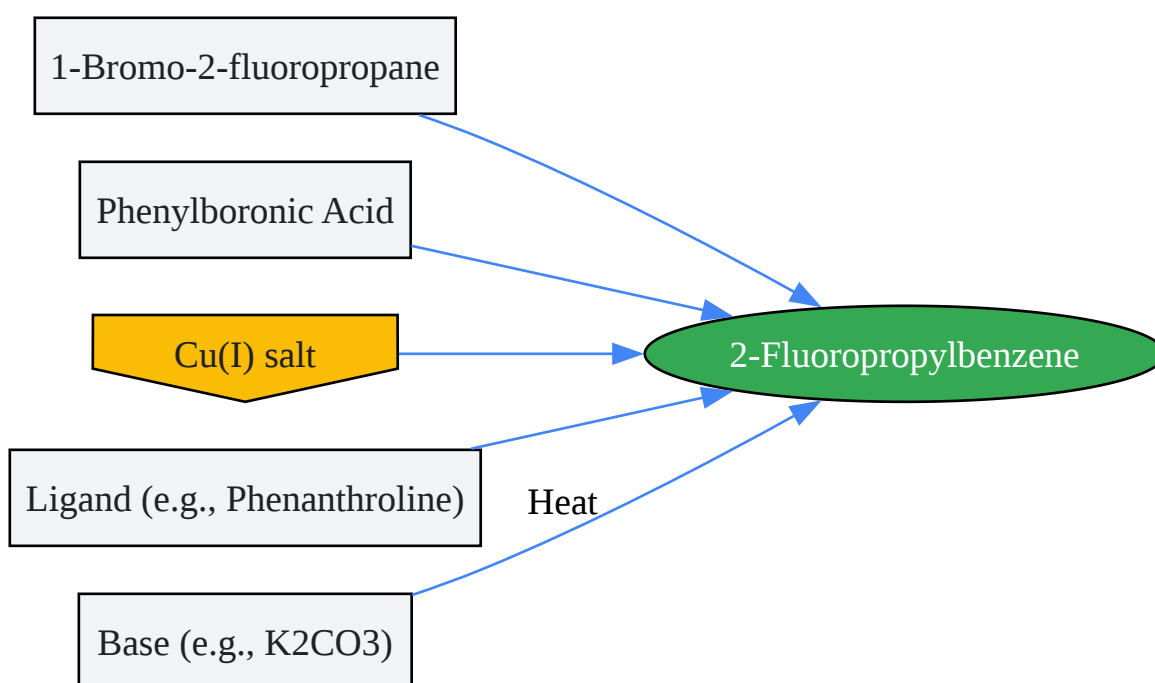 1-Bromo-2-fluoropropane
Phenylboronic Acid
Cu(I) salt
2-Fluoropropylbenzene
Ligand (e.g., Phenanthroline)
Heat
Base (e.g., K2CO3)